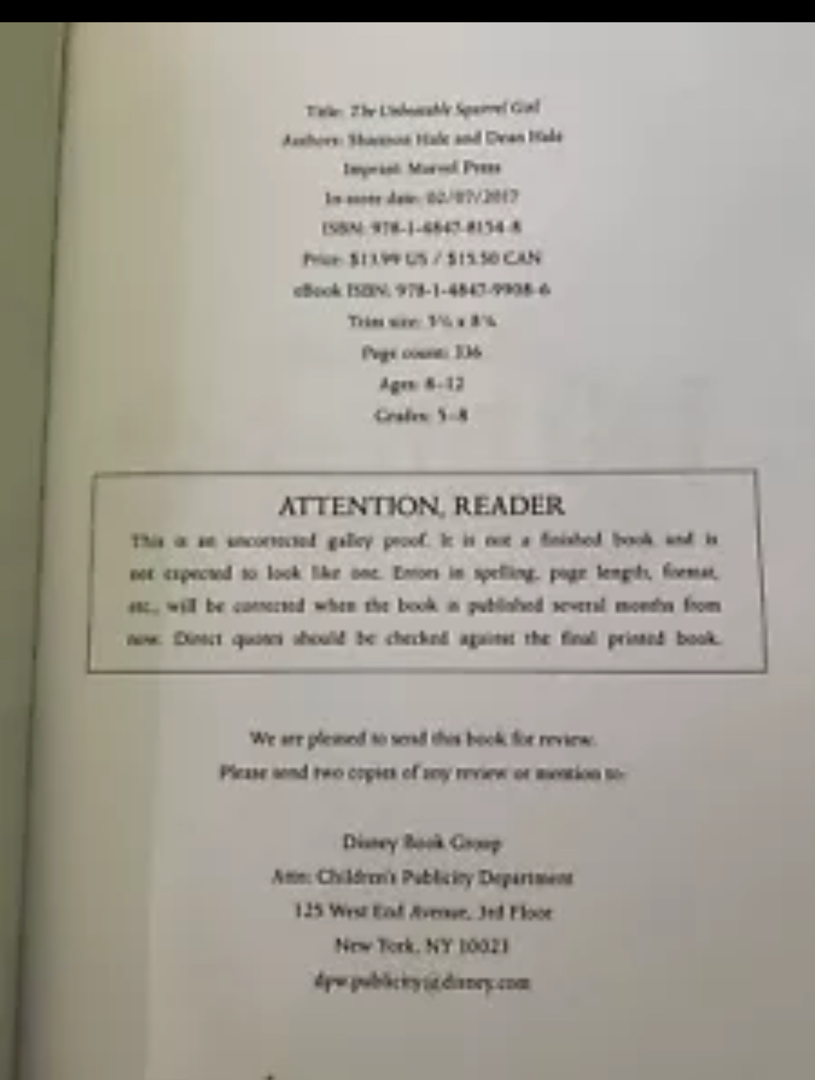 Title: The Unbeatable Squirrel Girl
Authors: Shannon Hale and Dean Hale
Imprint: Marvel Press
In-store date: 02/07/2017
ISBN: 978-1-4847-8154-8
Price: $13.99 US / $15.50 CAN
eBook ISBN: 978-1-4847-9908-6
Trim size: x
Page count: 336
Ages: 8–12
Grades: 3–8
ATTENTION, READER
This is an uncorrected galley proof. It is not a finished book and is
not expected to look like one. Errors in spelling, page length, format,
etc., will be corrected when the book is published several months from
now. Direct quotes should be checked against the final printed book.
We are pleased to send this book for review.
Please send two copies of any review or mention to:
Disney Book Group
Attn: Children's Publicity Department
125 West End Avenue, 3rd Floor
New York, NY 10023
dpw.publicity@disney.com